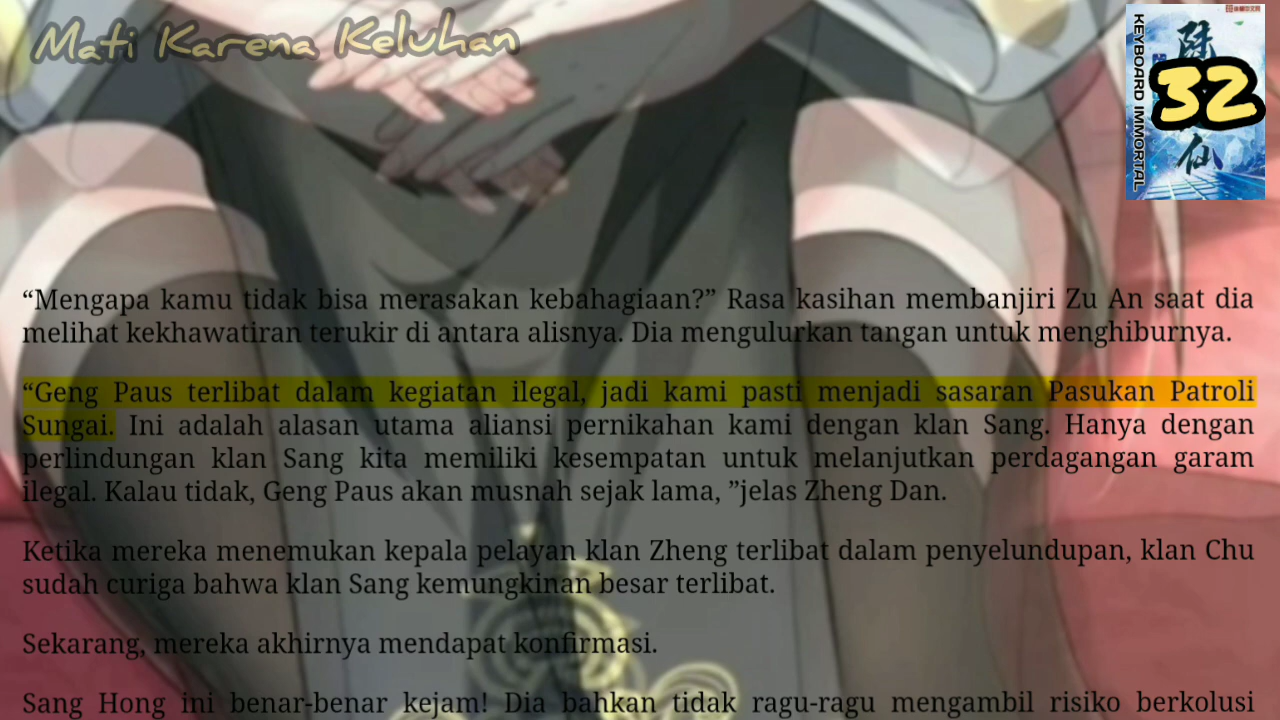 Mati Karena Keluhan
KEYBOARD IMMORTAL
32
“Mengapa kamu tidak bisa merasakan kebahagiaan?” Rasa kasihan membanjiri Zu An saat dia
melihat kekhawatiran terukir di antara alisnya. Dia mengulurkan tangan untuk menghiburnya.
“Geng Paus terlibat dalam kegiatan ilegal, jadi kami pasti menjadi sasaran Pasukan Patroli
Sungai. Ini adalah alasan utama aliansi pernikahan kami dengan klan Sang. Hanya dengan
perlindungan klan Sang kita memiliki kesempatan untuk melanjutkan perdagangan garam
ilegal. Kalau tidak, Geng Paus akan musnah sejak lama, ”jelas Zheng Dan.
Ketika mereka menemukan kepala pelayan klan Zheng terlibat dalam penyelundupan, klan Chu
sudah curiga bahwa klan Sang kemungkinan besar terlibat.
Sekarang, mereka akhirnya mendapat konfirmasi.
Sang Hong ini benar-benar kejam! Dia bahkan tidak ragu-ragu mengambil risiko berkolusi